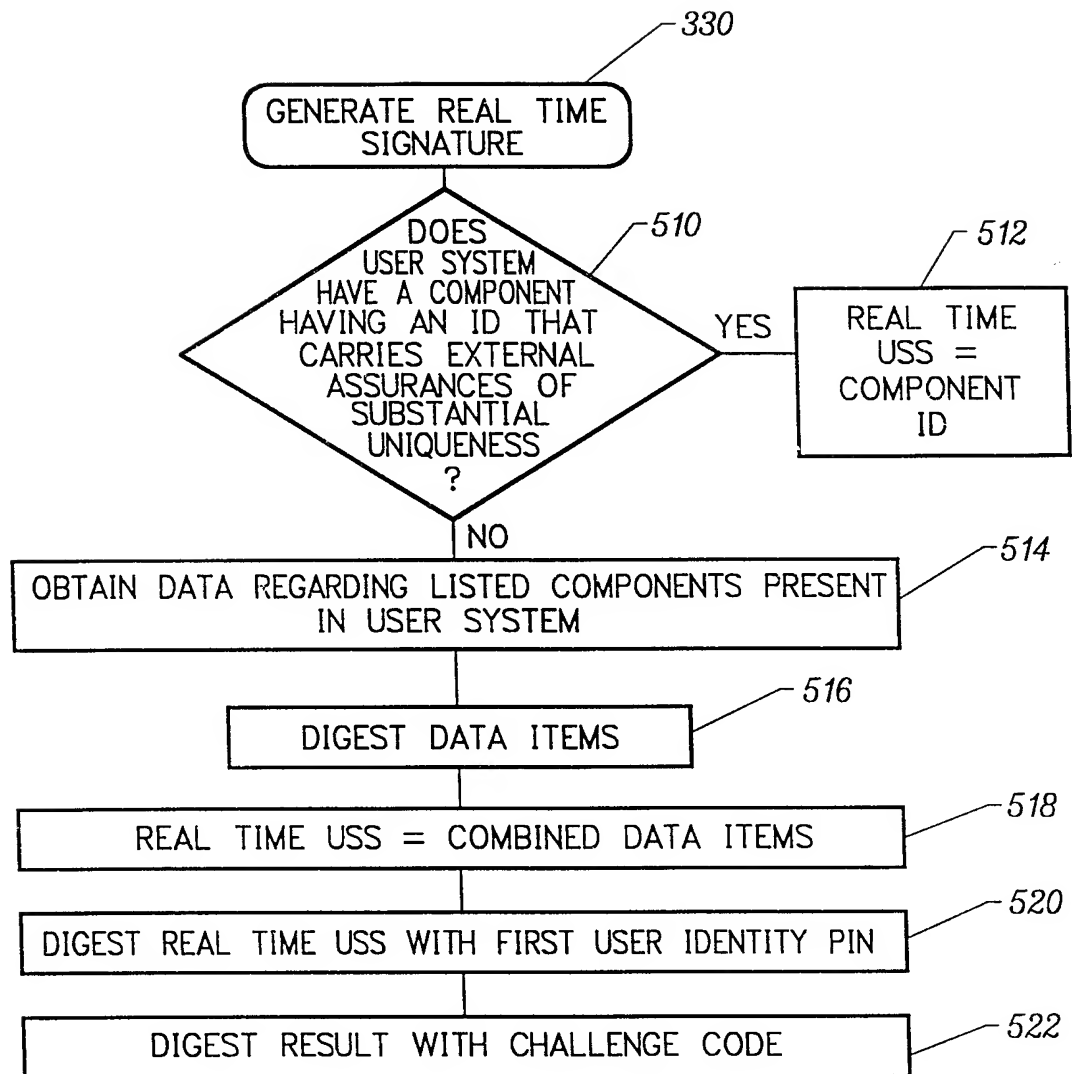 330
GENERATE REAL TIME
SIGNATURE
DOES
USER SYSTEM
HAVE A COMPONENT
HAVING AN ID THAT
CARRIES EXTERNAL
ASSURANCES OF
SUBSTANTIAL
UNIQUENESS
?
510
YES
512
REAL TIME
USS =
COMPONENT
ID
NO
514
OBTAIN DATA REGARDING LISTED COMPONENTS PRESENT
IN USER SYSTEM
516
DIGEST DATA ITEMS
518
REAL TIME USS = COMBINED DATA ITEMS
520
DIGEST REAL TIME USS WITH FIRST USER IDENTITY PIN
522
DIGEST RESULT WITH CHALLENGE CODE